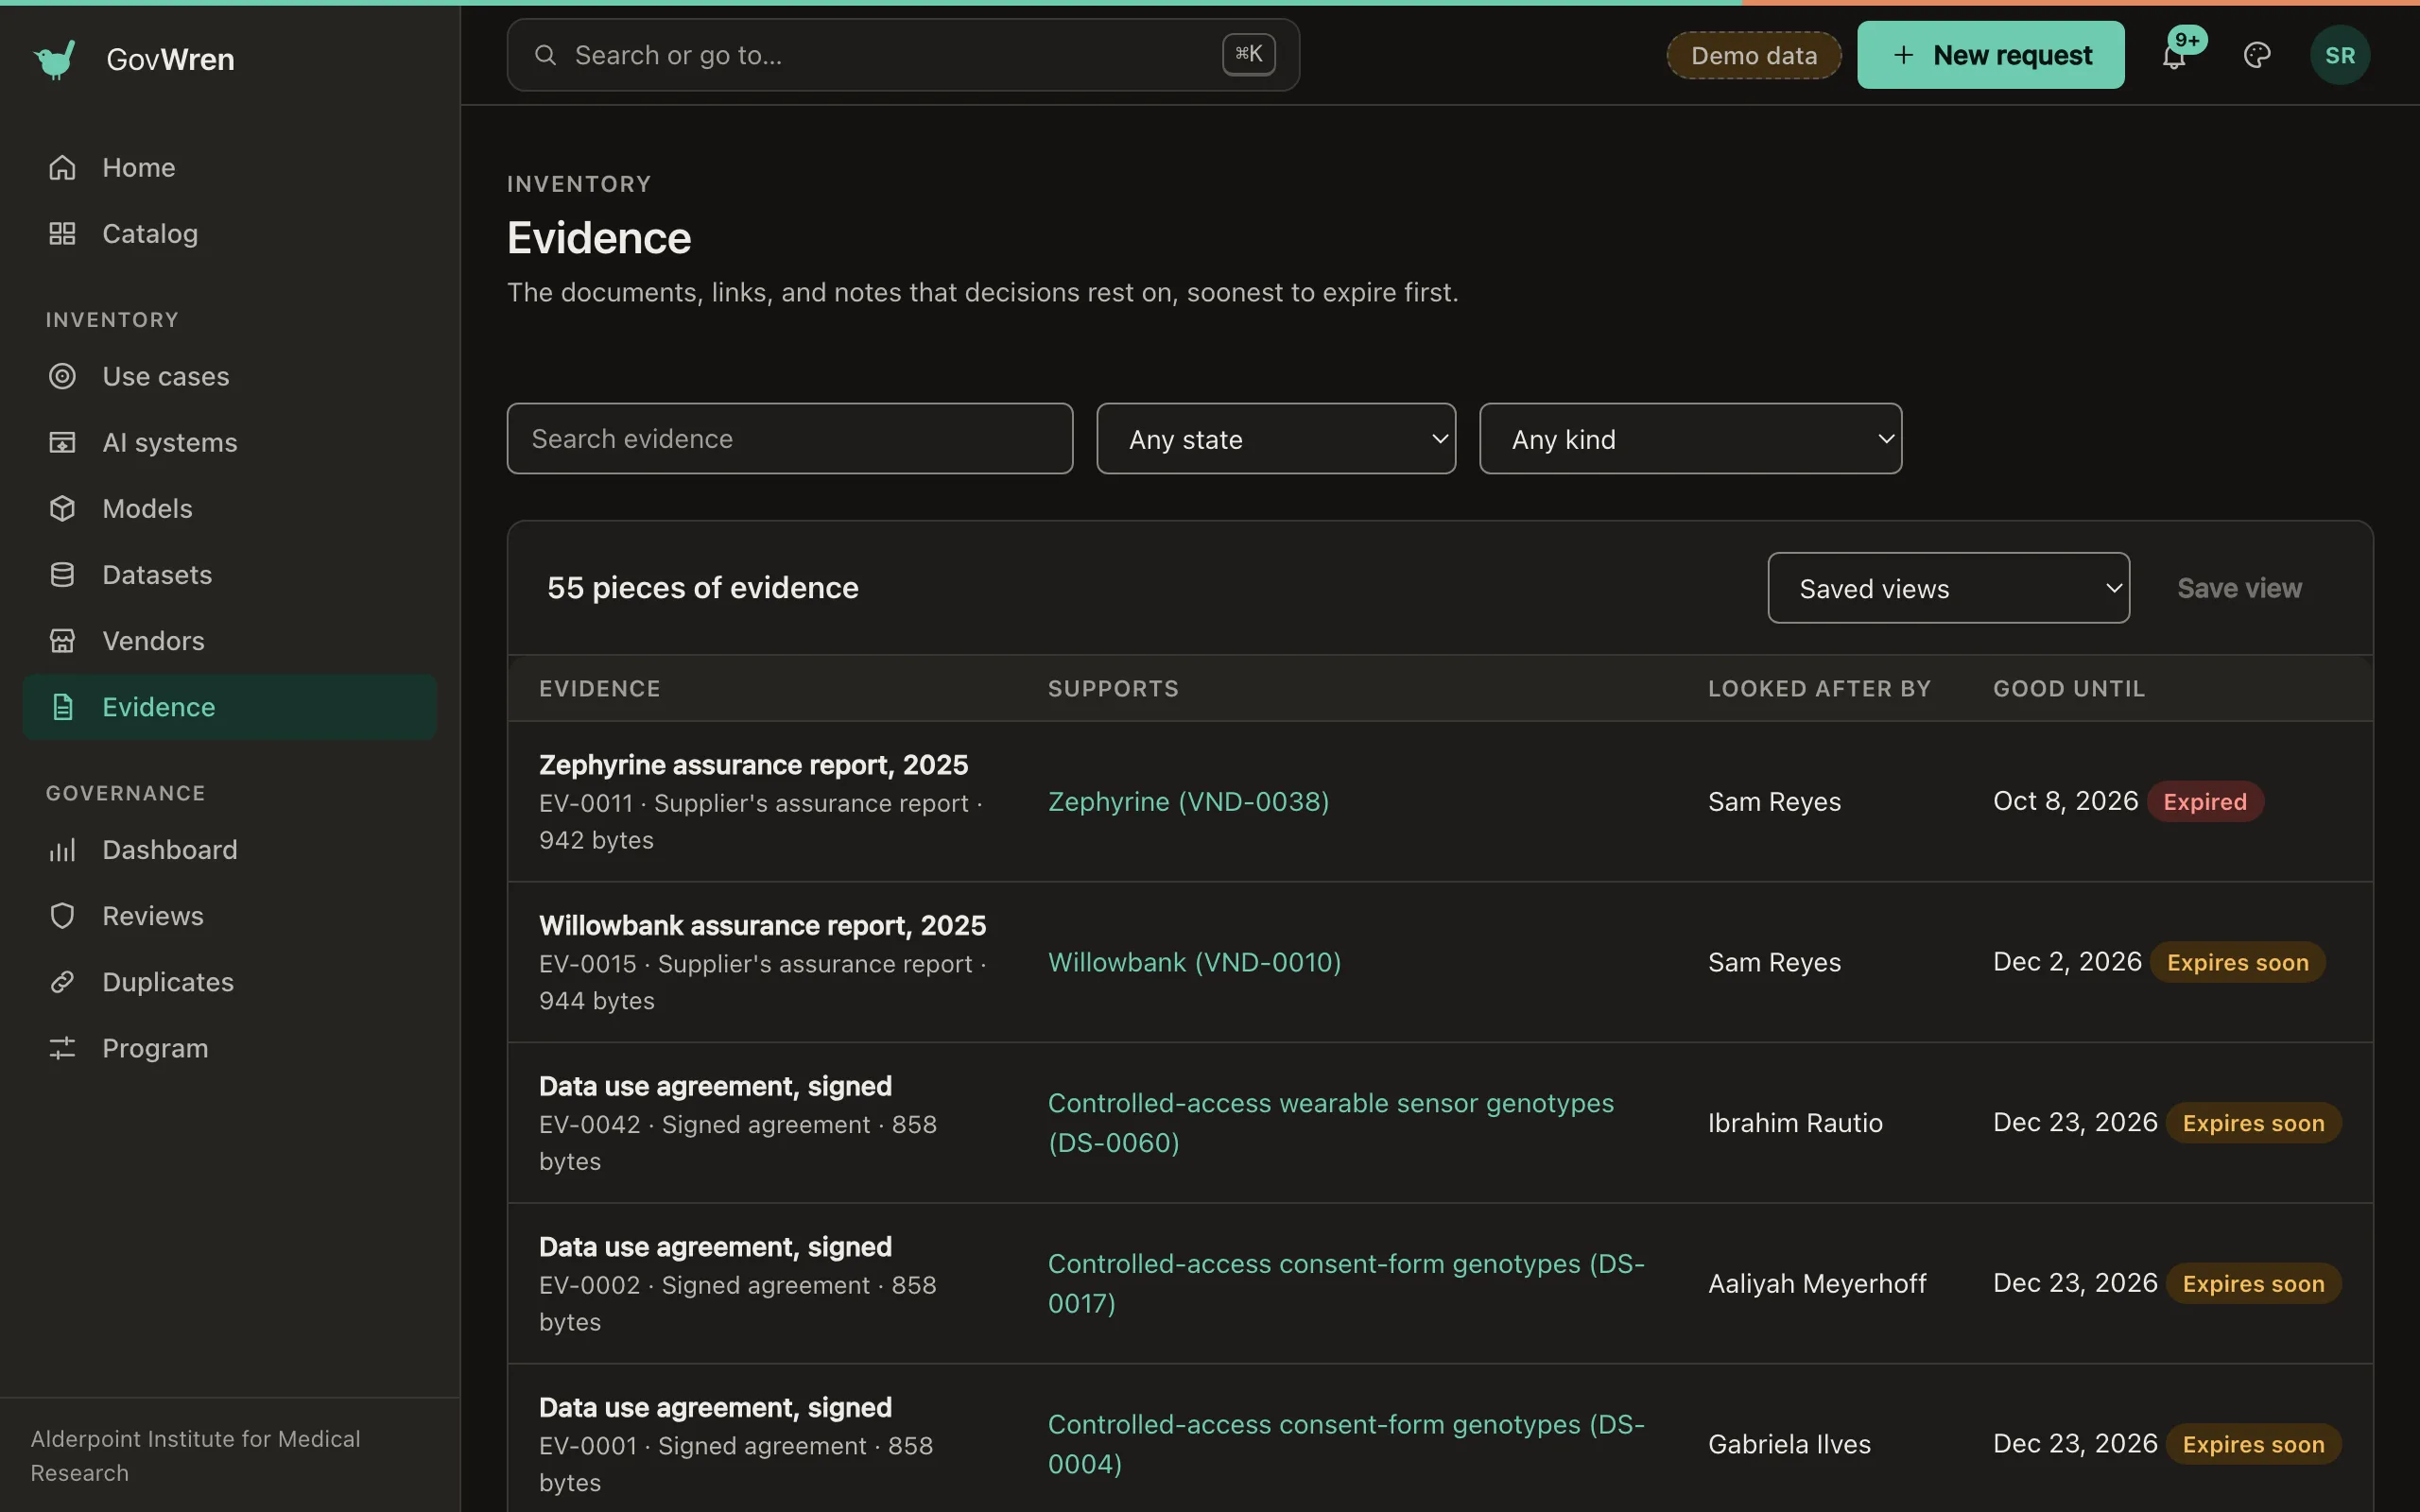 GovWren
Search or go to...
⌘K
Demo data
+ New request
9+
SR
Home
Catalog
INVENTORY
Use cases
AI systems
Models
Datasets
Vendors
Evidence
GOVERNANCE
Dashboard
Reviews
Duplicates
Program
Alderpoint Institute for Medical
Research
INVENTORY
Evidence
The documents, links, and notes that decisions rest on, soonest to expire first.
Search evidence
Any state
Any kind
55 pieces of evidence
Saved views
Save view
EVIDENCE SUPPORTS LOOKED AFTER BY GOOD UNTIL
Zephyrine assurance report, 2025
EV-0011 · Supplier's assurance report ·
942 bytes
Zephyrine (VND-0038)
Sam Reyes
Oct 8, 2026 Expired
Willowbank assurance report, 2025
EV-0015 · Supplier's assurance report ·
944 bytes
Willowbank (VND-0010)
Sam Reyes
Dec 2, 2026 Expires soon
Data use agreement, signed
EV-0042 · Signed agreement · 858
bytes
Controlled-access wearable sensor genotypes
(DS-0060)
Ibrahim Rautio
Dec 23, 2026 Expires soon
Data use agreement, signed
EV-0002 · Signed agreement · 858
bytes
Controlled-access consent-form genotypes (DS-
0017)
Aaliyah Meyerhoff
Dec 23, 2026 Expires soon
Data use agreement, signed
EV-0001 · Signed agreement · 858
bytes
Controlled-access consent-form genotypes (DS-
0004)
Gabriela Ilves
Dec 23, 2026 Expires soon